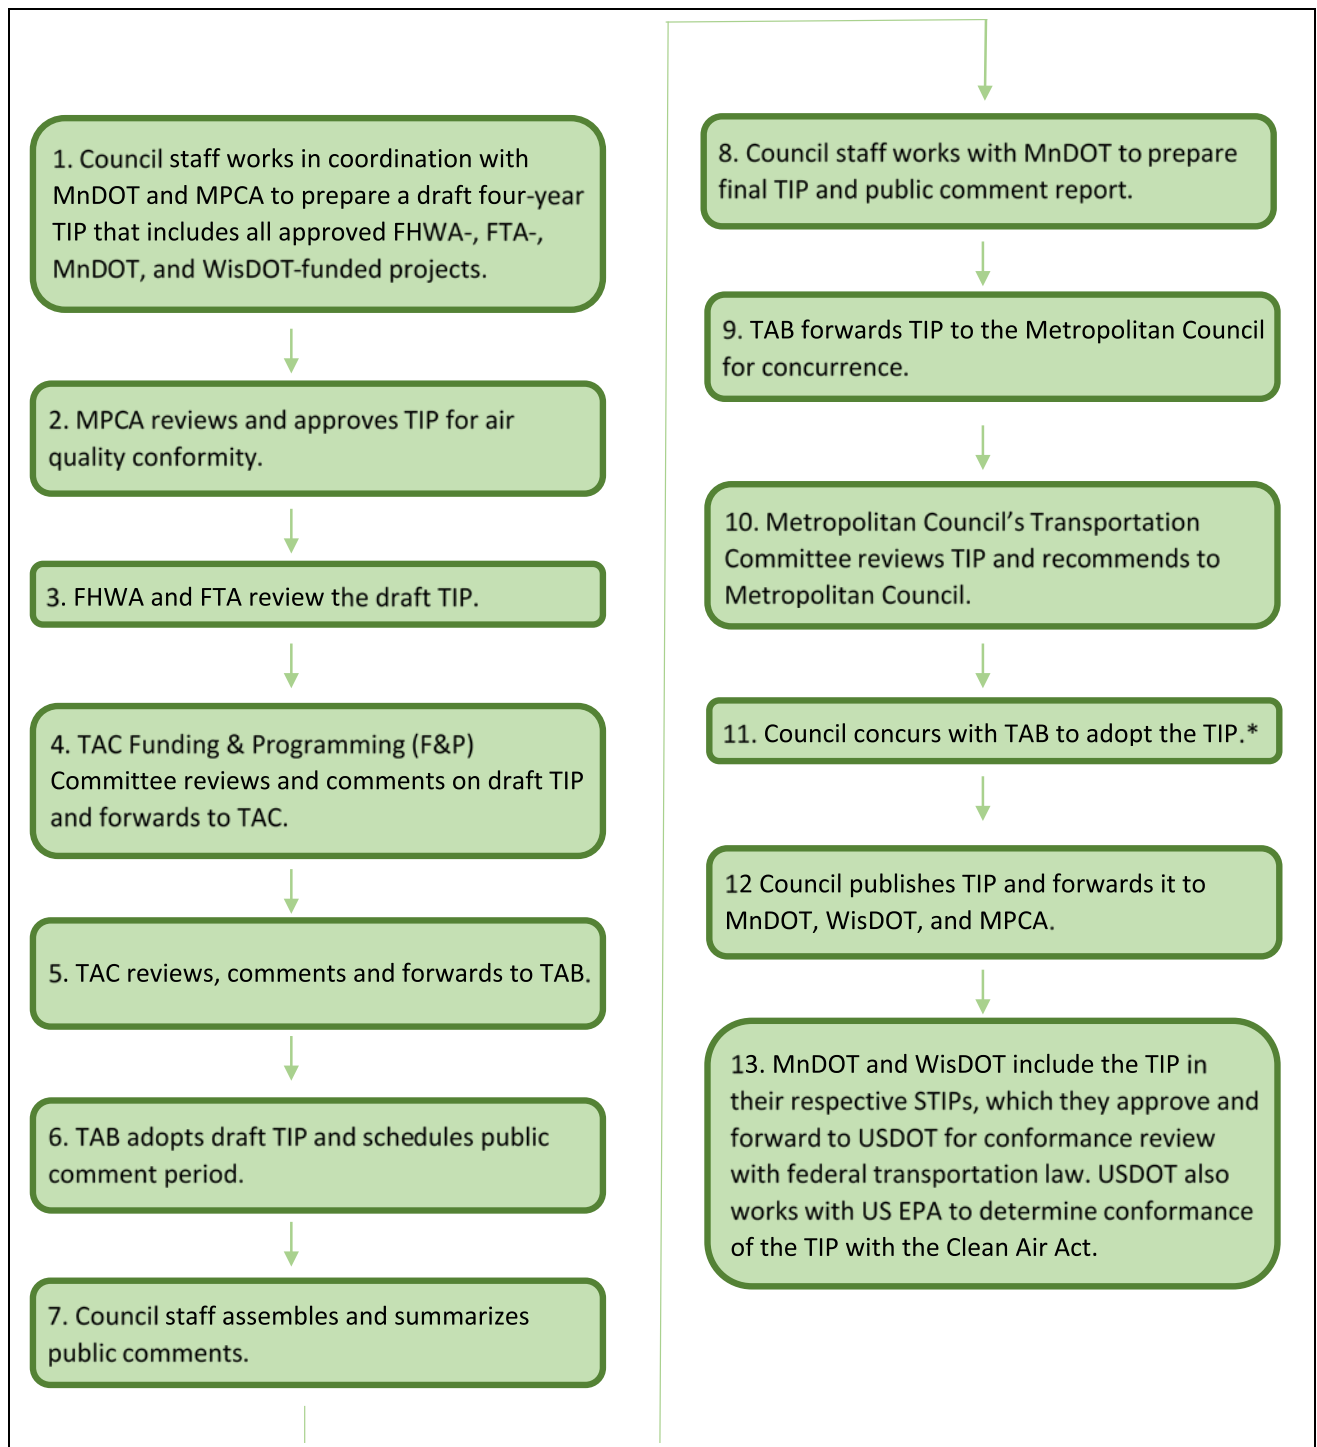 1. Council staff works in coordination with
MnDOT and MPCA to prepare a draft four-year
TIP that includes all approved FHWA-, FTA-,
MnDOT, and WisDOT-funded projects.
2. MPCA reviews and approves TIP for air
quality conformity.
3. FHWA and FTA review the draft TIP.
4. TAC Funding & Programming (F&P)
Committee reviews and comments on draft TIP
and forwards to TAC.
5. TAC reviews, comments and forwards to TAB.
6. TAB adopts draft TIP and schedules public
comment period.
7. Council staff assembles and summarizes
public comments.
8. Council staff works with MnDOT to prepare
final TIP and public comment report.
9. TAB forwards TIP to the Metropolitan Council
for concurrence.
10. Metropolitan Council’s Transportation
Committee reviews TIP and recommends to
Metropolitan Council.
11. Council concurs with TAB to adopt the TIP.*
12 Council publishes TIP and forwards it to
MnDOT, WisDOT, and MPCA.
13. MnDOT and WisDOT include the TIP in
their respective STIPs, which they approve and
forward to USDOT for conformance review
with federal transportation law. USDOT also
works with US EPA to determine conformance
of the TIP with the Clean Air Act.